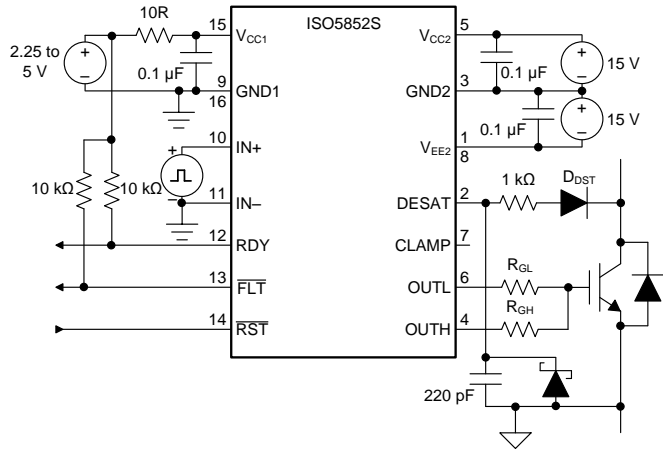 ISO5852S
10R
15
VCC1
5
VCC2
2.25 to
5 V
+
−
0.1 µF
0.1 µF
+
−
15 V
9
GND1
3
GND2
16
0.1 µF
+
−
15 V
10
IN+
1
VEE2
8
+
−
10 kΩ
10 kΩ
11
IN–
DESAT
2
1 kΩ
DDST
12
RDY
CLAMP
7
13
FLT
OUTL
6
RGL
14
RST
OUTH
4
RGH
220 pF